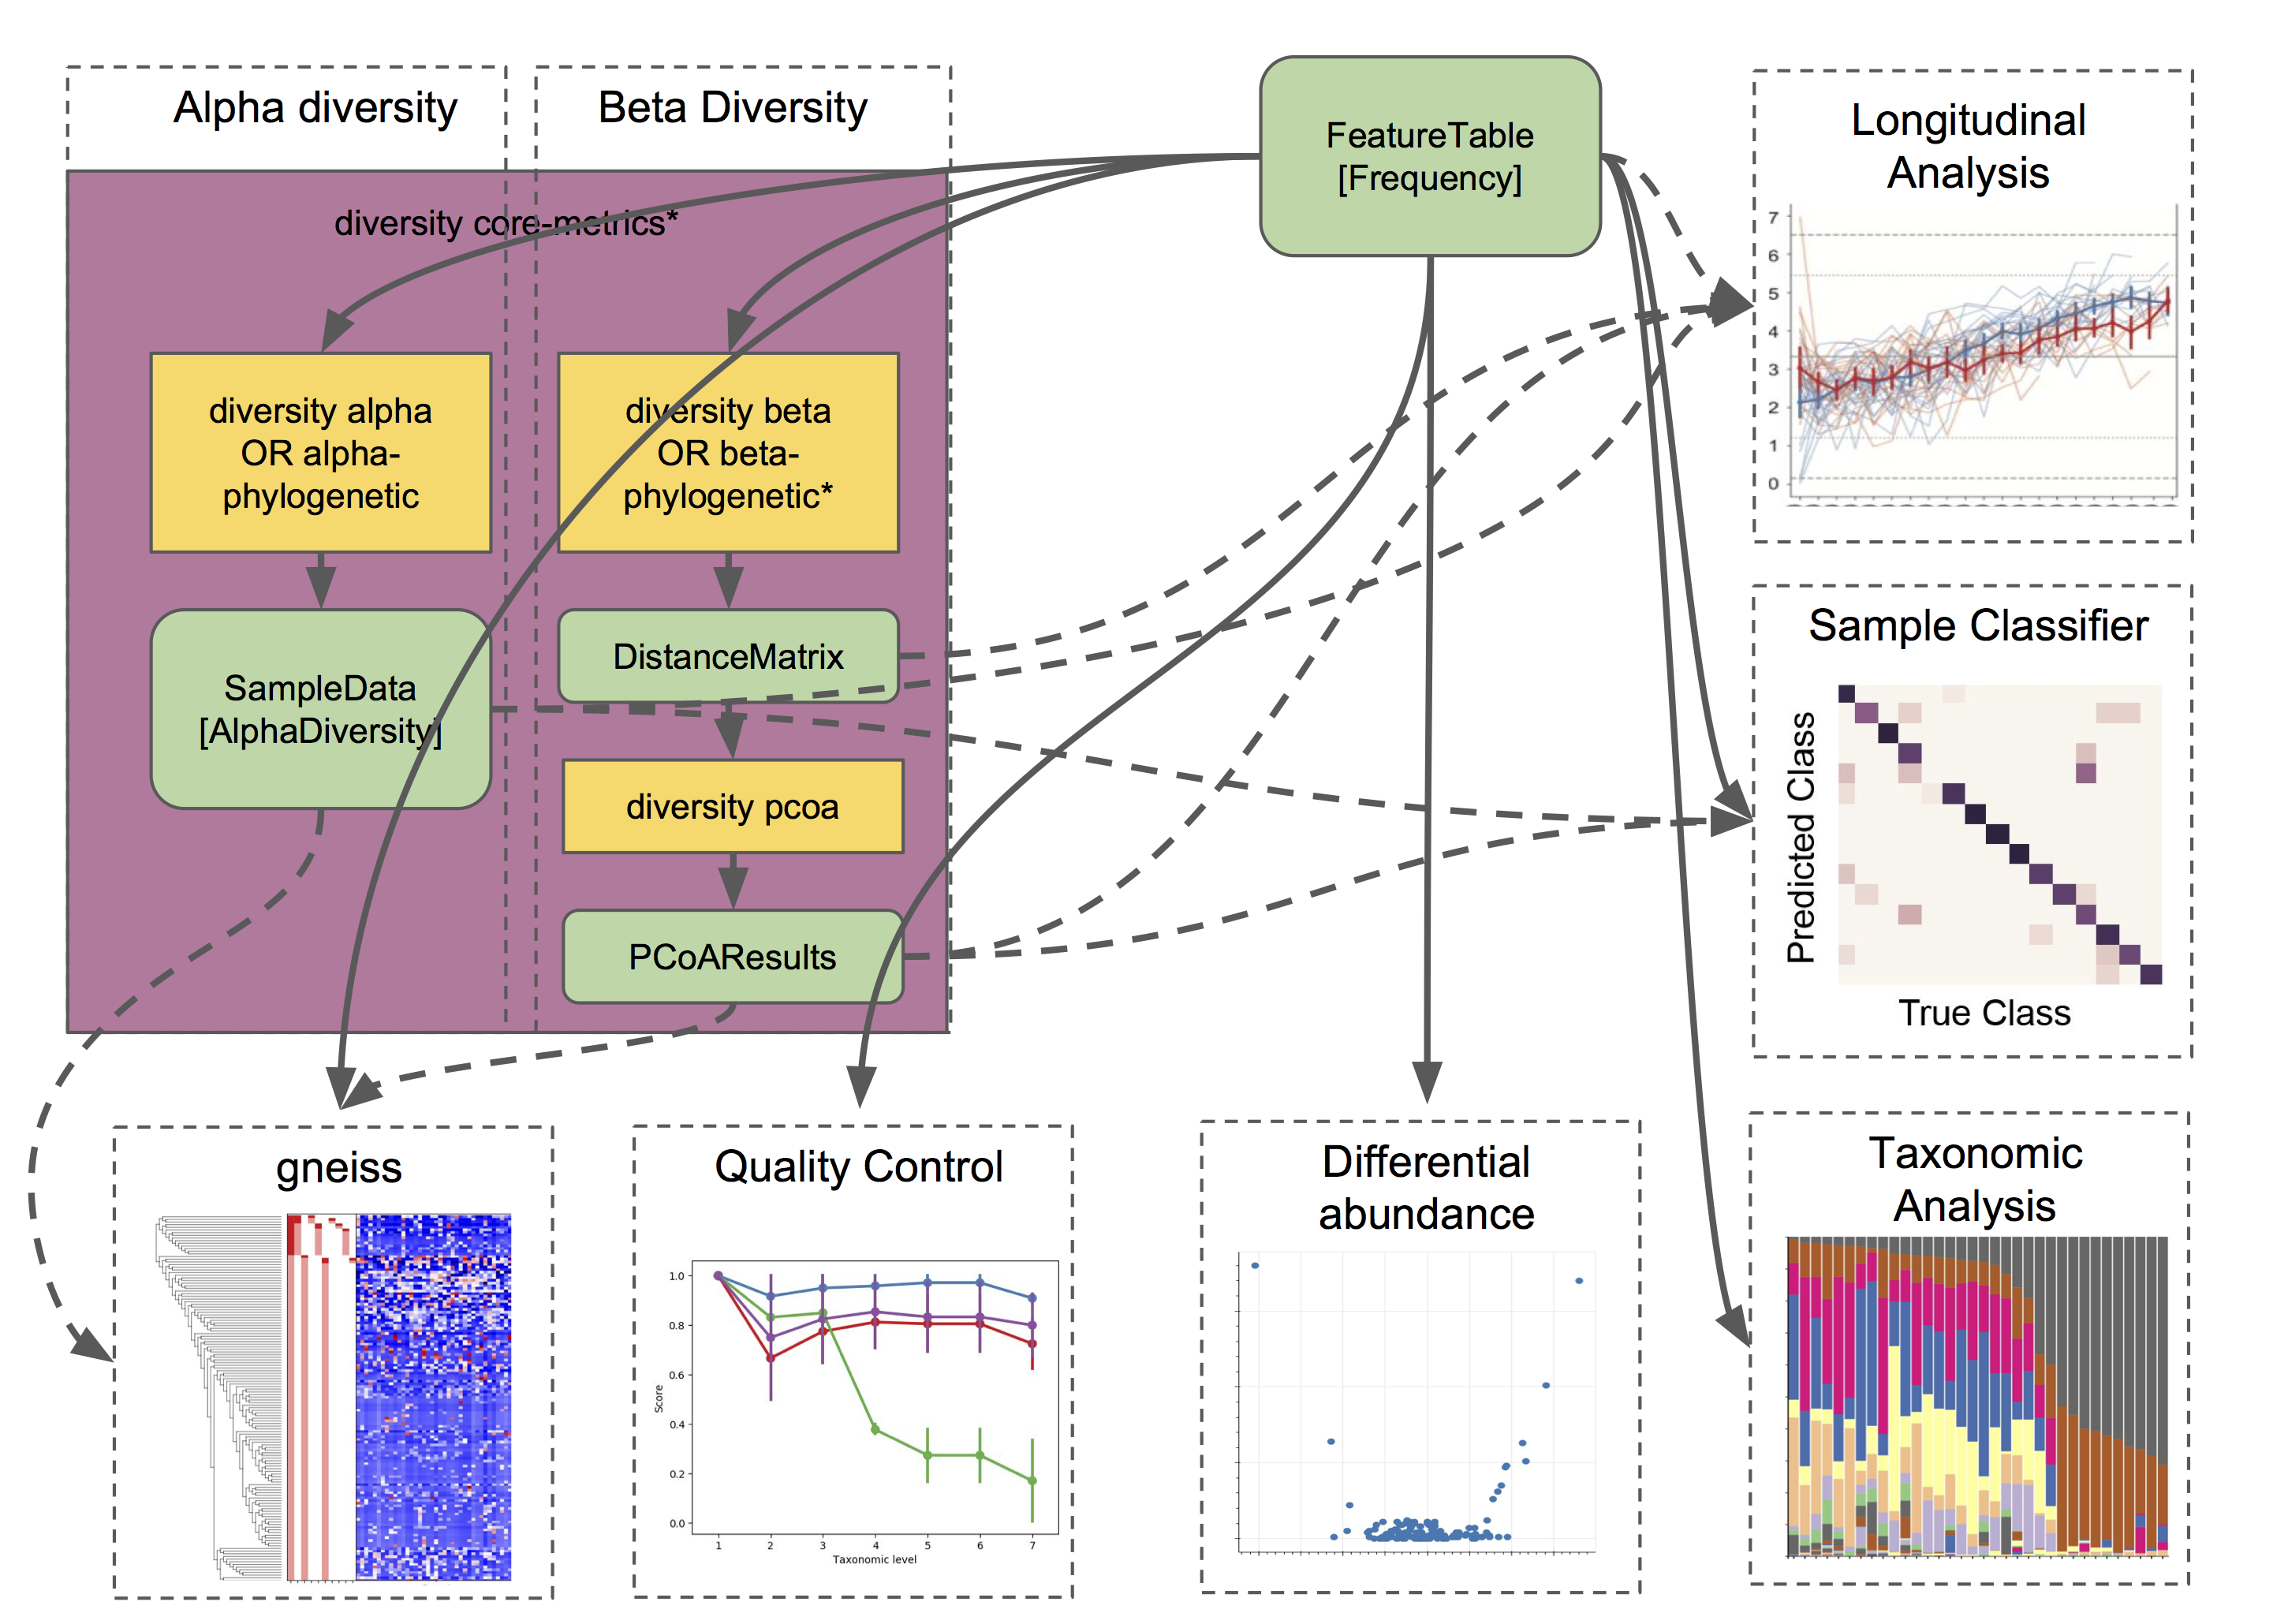 Alpha diversity
Beta Diversity
diversity core-metrics*
diversity alpha
OR alpha-
phylogenetic
diversity beta
OR beta-
phylogenetic*
SampleData
[AlphaDiversity]
DistanceMatrix
diversity pcoa
PCoAResults
FeatureTable
[Frequency]
Longitudinal
Analysis
7
6
5
4
3
2
1
0
Sample Classifier
Predicted Class
True Class
gneiss
Quality Control
1.0
0.8
0.6
0.4
0.2
0.0
Score
1 2 3 4 5 6 7
Taxonomic level
Differential
abundance
Taxonomic
Analysis